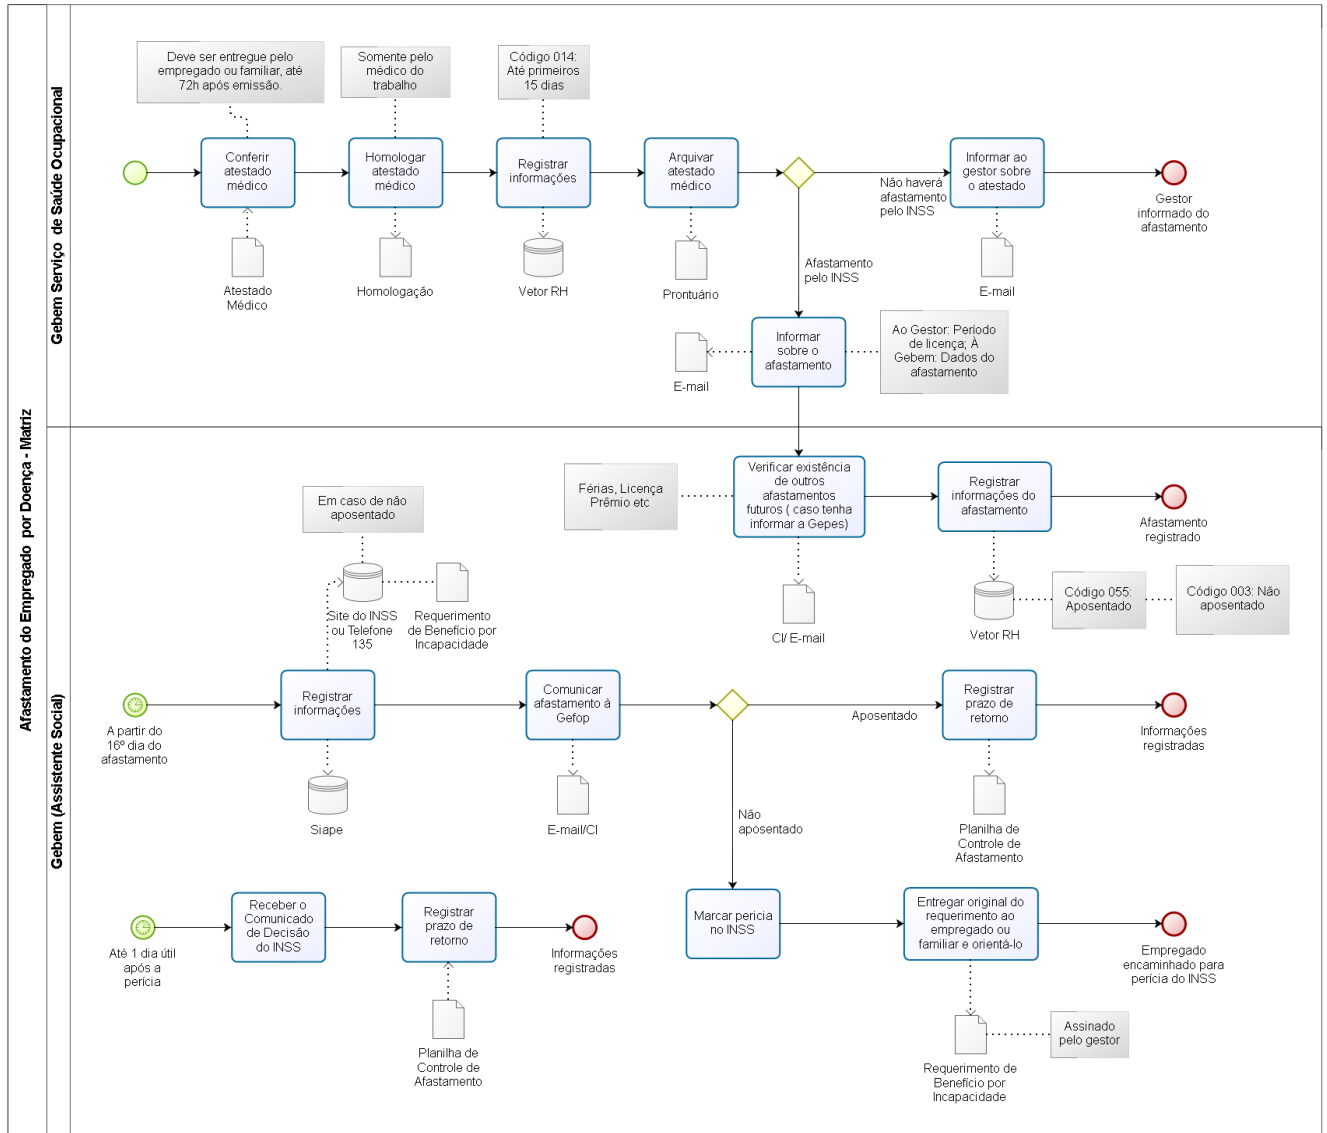 Afastamento do Empregado por Doença - Matriz
Gebem Serviço de Saúde Ocupacional
Deve ser entregue pelo
empregado ou familiar, até
72h após emissão.
Somente pelo
médico do
trabalho
Código 014:
Até primeiros
15 dias
Conferir
atestado
médico
Homologar
atestado
médico
Registrar
informações
Arquivar
atestado
médico
Não haverá
afastamento
pelo INSS
Informar ao
gestor sobre
o atestado
Gestor
informado do
afastamento
Atestado
Médico
Homologação
Vetor RH
Prontuário
Afastamento
pelo INSS
E-mail
Informar
sobre o
afastamento
E-mail
Ao Gestor: Período
de licença; À
Gebem: Dados do
afastamento
Gebem (Assistente Social)
Férias, Licença
Prêmio etc
Verificar existência
de outros
afastamentos
futuros ( caso tenha
informar a Gepes)
Registrar
informações do
afastamento
Afastamento
registrado
CI/ E-mail
Vetor RH
Código 055:
Aposentado
Código 003: Não
aposentado
Em caso de não
aposentado
Site do INSS
ou Telefone
135
Requerimento
de Benefício por
Incapacidade
A partir do
16º dia do
afastamento
Registrar
informações
Siape
Comunicar
afastamento à
Gefop
E-mail/CI
Aposentado
Registrar
prazo de
retorno
Informações
registradas
Planilha de
Controle de
Afastamento
Não
aposentado
Até 1 dia útil
após a
perícia
Receber o
Comunicado
de Decisão
do INSS
Registrar
prazo de
retorno
Informações
registradas
Planilha de
Controle de
Afastamento
Marcar pericia
no INSS
Entregar original do
requerimento ao
empregado ou
familiar e orientá-lo
Empregado
encaminhado para
perícia do INSS
Requerimento de
Benefício por
Incapacidade
Assinado
pelo gestor